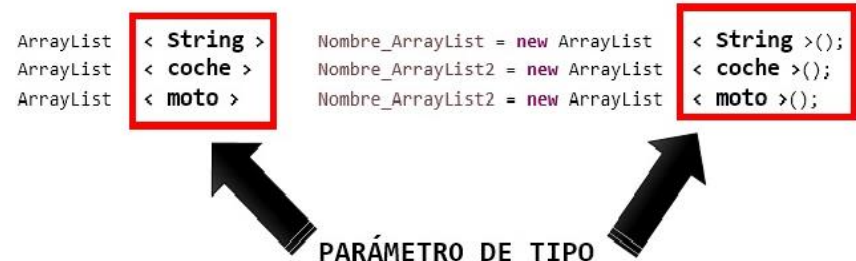 ArrayList < String > Nombre_ArrayList = new ArrayList < String >();
ArrayList < coche > Nombre_ArrayList2 = new ArrayList < coche >();
ArrayList < moto > Nombre_ArrayList2 = new ArrayList < moto >();
PARÁMETRO DE TIPO